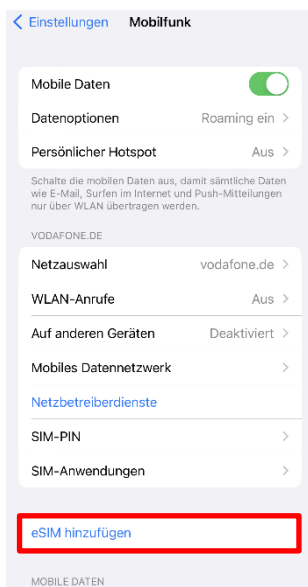 Einstellungen Mobilfunk
Mobile Daten
Datenoptionen Roaming ein
Persönlicher Hotspot Aus
Schalte die mobilen Daten aus, damit sämtliche Daten
wie E-Mail, Surfen im Internet und Push-Mitteilungen
nur über WLAN übertragen werden.
VODAFONE.DE
Netzauswahl vodafone.de
WLAN-Anrufe Aus
Auf anderen Geräten Deaktiviert
Mobiles Datennetzwerk
Netzbetreiberdienste
SIM-PIN
SIM-Anwendungen
eSIM hinzufügen
MOBILE DATEN